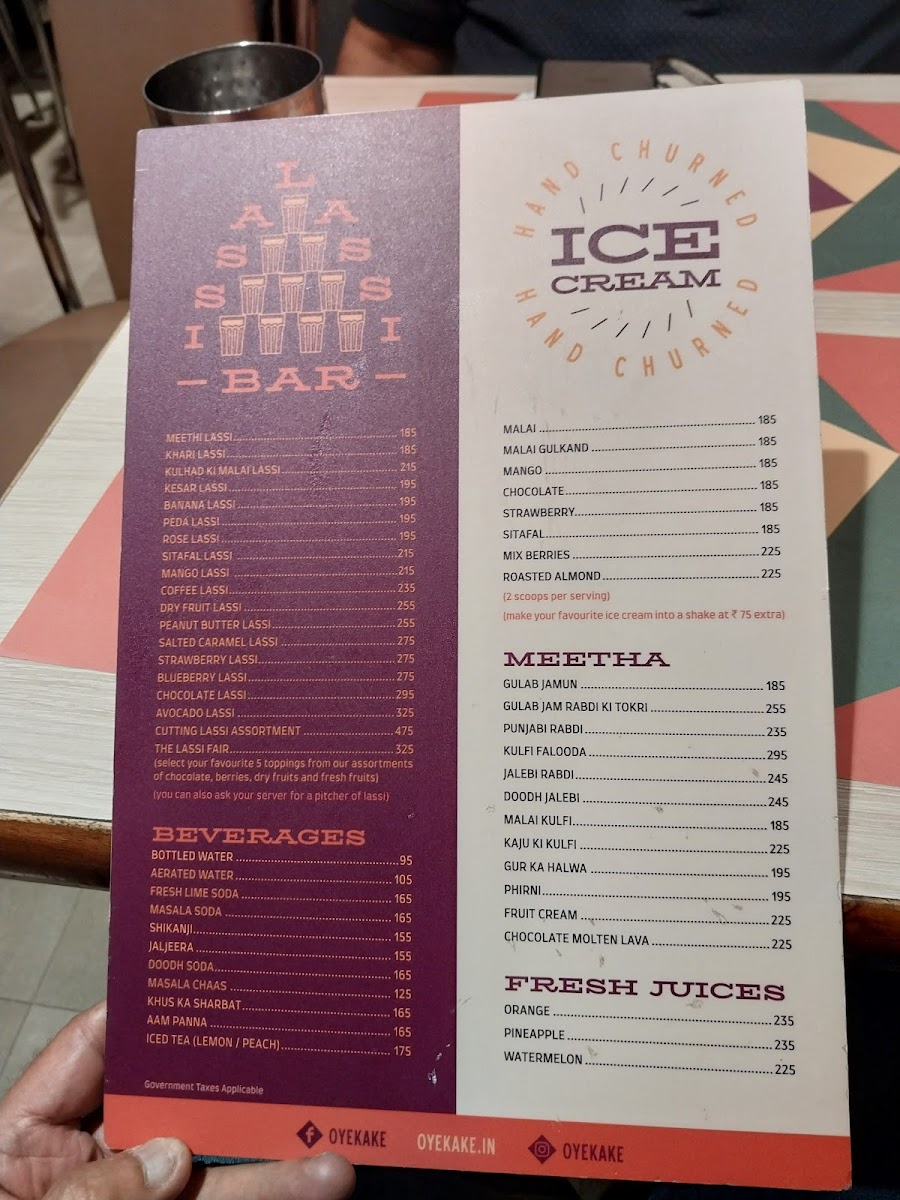 LASSI
LASSI
— BAR —
MEETHI LASSI 185
KHARI LASSI 185
KULHAD KI MALAI LASSI 215
KESAR LASSI 195
BANANA LASSI 195
PEDA LASSI 195
ROSE LASSI 195
SITAFAL LASSI 215
MANGO LASSI 215
COFFEE LASSI 235
DRY FRUIT LASSI 255
PEANUT BUTTER LASSI 255
SALTED CARAMEL LASSI 275
STRAWBERRY LASSI 275
BLUEBERRY LASSI 275
CHOCOLATE LASSI 295
AVOCADO LASSI 325
CUTTING LASSI ASSORTMENT 475
THE LASSI FAIR 325
(select your favourite 5 toppings from our assortments
of chocolate, berries, dry fruits and fresh fruits)
(you can also ask your server for a pitcher of lassi)
BEVERAGES
BOTTLED WATER 95
AERATED WATER 105
FRESH LIME SODA 165
MASALA SODA 165
SHIKANJI 155
JALJEERA 155
DOODH SODA 165
MASALA CHAAS 125
KHUS KA SHARBAT 165
AAM PANNA 165
ICED TEA (LEMON / PEACH) 175
Government Taxes Applicable
HAND CHURNED
ICE
CREAM
HAND CHURNED
MALAI 185
MALAI GULKAND 185
MANGO 185
CHOCOLATE 185
STRAWBERRY 185
SITAFAL 185
MIX BERRIES 225
ROASTED ALMOND 225
(2 scoops per serving)
(make your favourite ice cream into a shake at ₹ 75 extra)
MEETHA
GULAB JAMUN 185
GULAB JAM RABDI KI TOKRI 255
PUNJABI RABDI 235
KULFI FALOODA 295
JALEBI RABDI 245
DOODH JALEBI 245
MALAI KULFI 185
KAJU KI KULFI 225
GUR KA HALWA 195
PHIRNI 195
FRUIT CREAM 225
CHOCOLATE MOLTEN LAVA 225
FRESH JUICES
ORANGE 235
PINEAPPLE 235
WATERMELON 225
OYEKAKE OYEKAKE.IN OYEKAKE